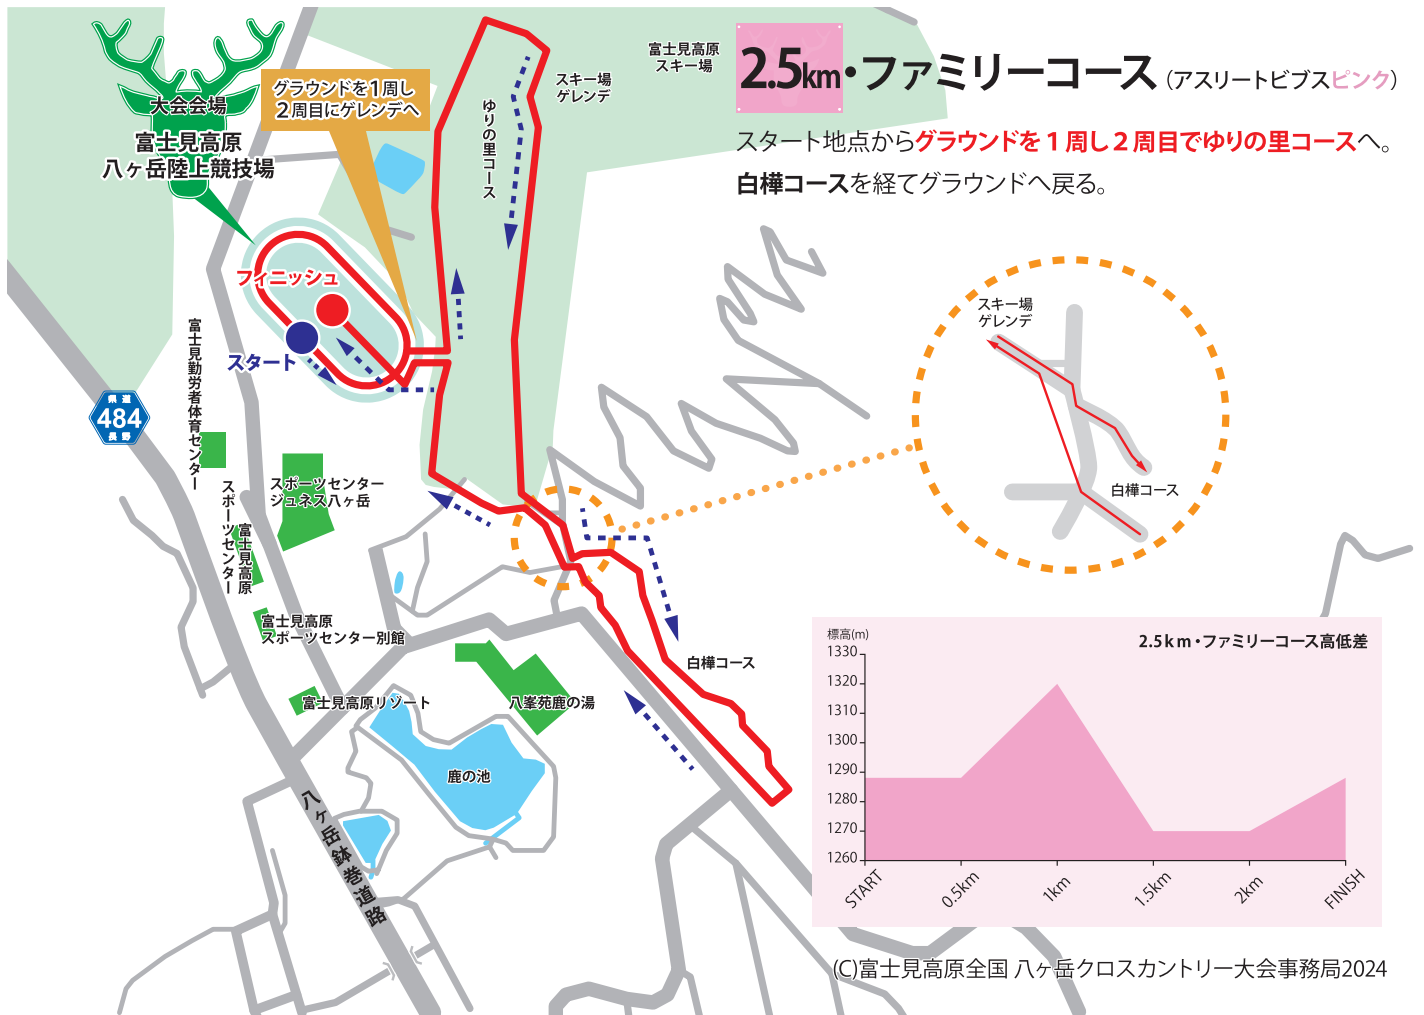 大会会場
富士見高原
八ヶ岳陸上競技場
グラウンドを1周し
2周目にゲレンデへ
スキー場
ゲレンデ
ゆりの里コース
富士見高原
スキー場
2.5km・ファミリーコース（アスリートビブスピンク）
スタート地点からグラウンドを1周し2周目でゆりの里コースへ。
白樺コースを経てグラウンドへ戻る。
フィニッシュ
スタート
スキー場
ゲレンデ
白樺コース
富士見勤労者体育センター
県道
484
長野
スポーツセンター
ジュネス八ヶ岳
富士見高原
スポーツセンター
富士見高原
スポーツセンター別館
富士見高原リゾート
白樺コース
八峯苑鹿の湯
鹿の池
八ヶ岳鉢巻道路
標高(m)
2.5km・ファミリーコース高低差
1330
1320
1310
1300
1290
1280
1270
1260
START
0.5km
1km
1.5km
2km
FINISH
(C)富士見高原全国 八ヶ岳クロスカントリー大会事務局2024